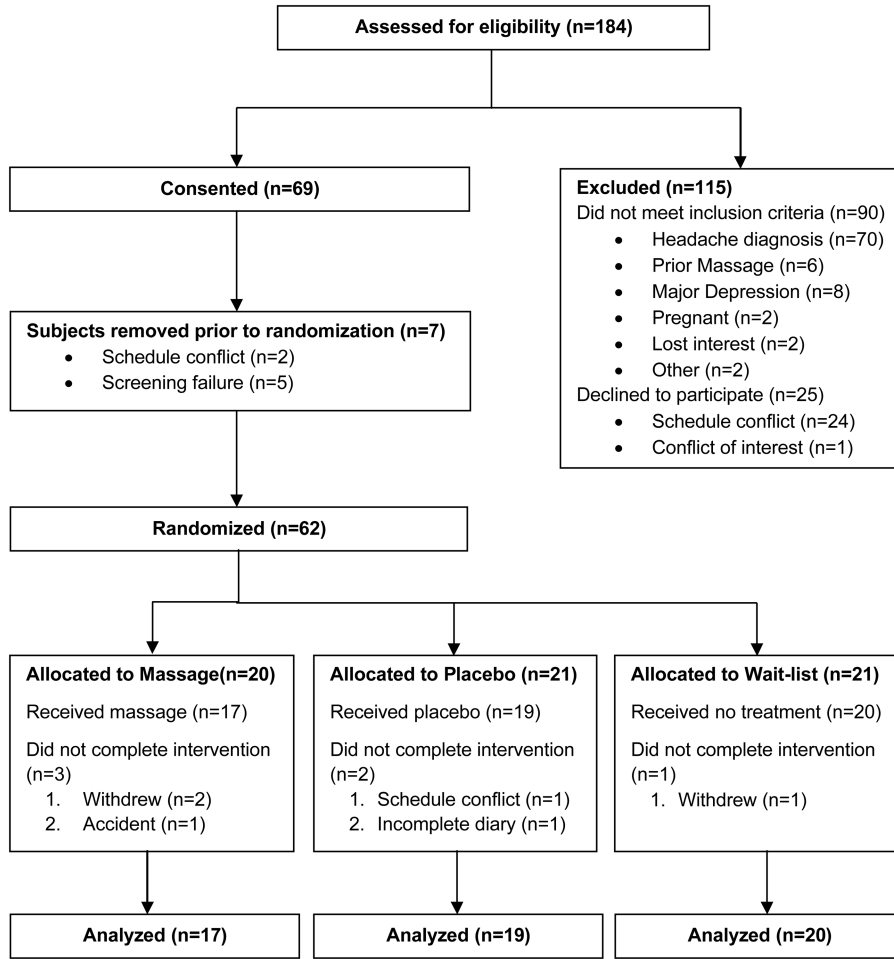 Assessed for eligibility (n=184)
Consented (n=69)
Excluded (n=115)
Did not meet inclusion criteria (n=90)
• Headache diagnosis (n=70)
• Prior Massage (n=6)
• Major Depression (n=8)
• Pregnant (n=2)
• Lost interest (n=2)
• Other (n=2)
Declined to participate (n=25)
• Schedule conflict (n=24)
• Conflict of interest (n=1)
Subjects removed prior to randomization (n=7)
• Schedule conflict (n=2)
• Screening failure (n=5)
Randomized (n=62)
Allocated to Massage(n=20)
Received massage (n=17)
Did not complete intervention
(n=3)
1. Withdrew (n=2)
2. Accident (n=1)
Allocated to Placebo (n=21)
Received placebo (n=19)
Did not complete intervention
(n=2)
1. Schedule conflict (n=1)
2. Incomplete diary (n=1)
Allocated to Wait-list (n=21)
Received no treatment (n=20)
Did not complete intervention
(n=1)
1. Withdrew (n=1)
Analyzed (n=17)
Analyzed (n=19)
Analyzed (n=20)